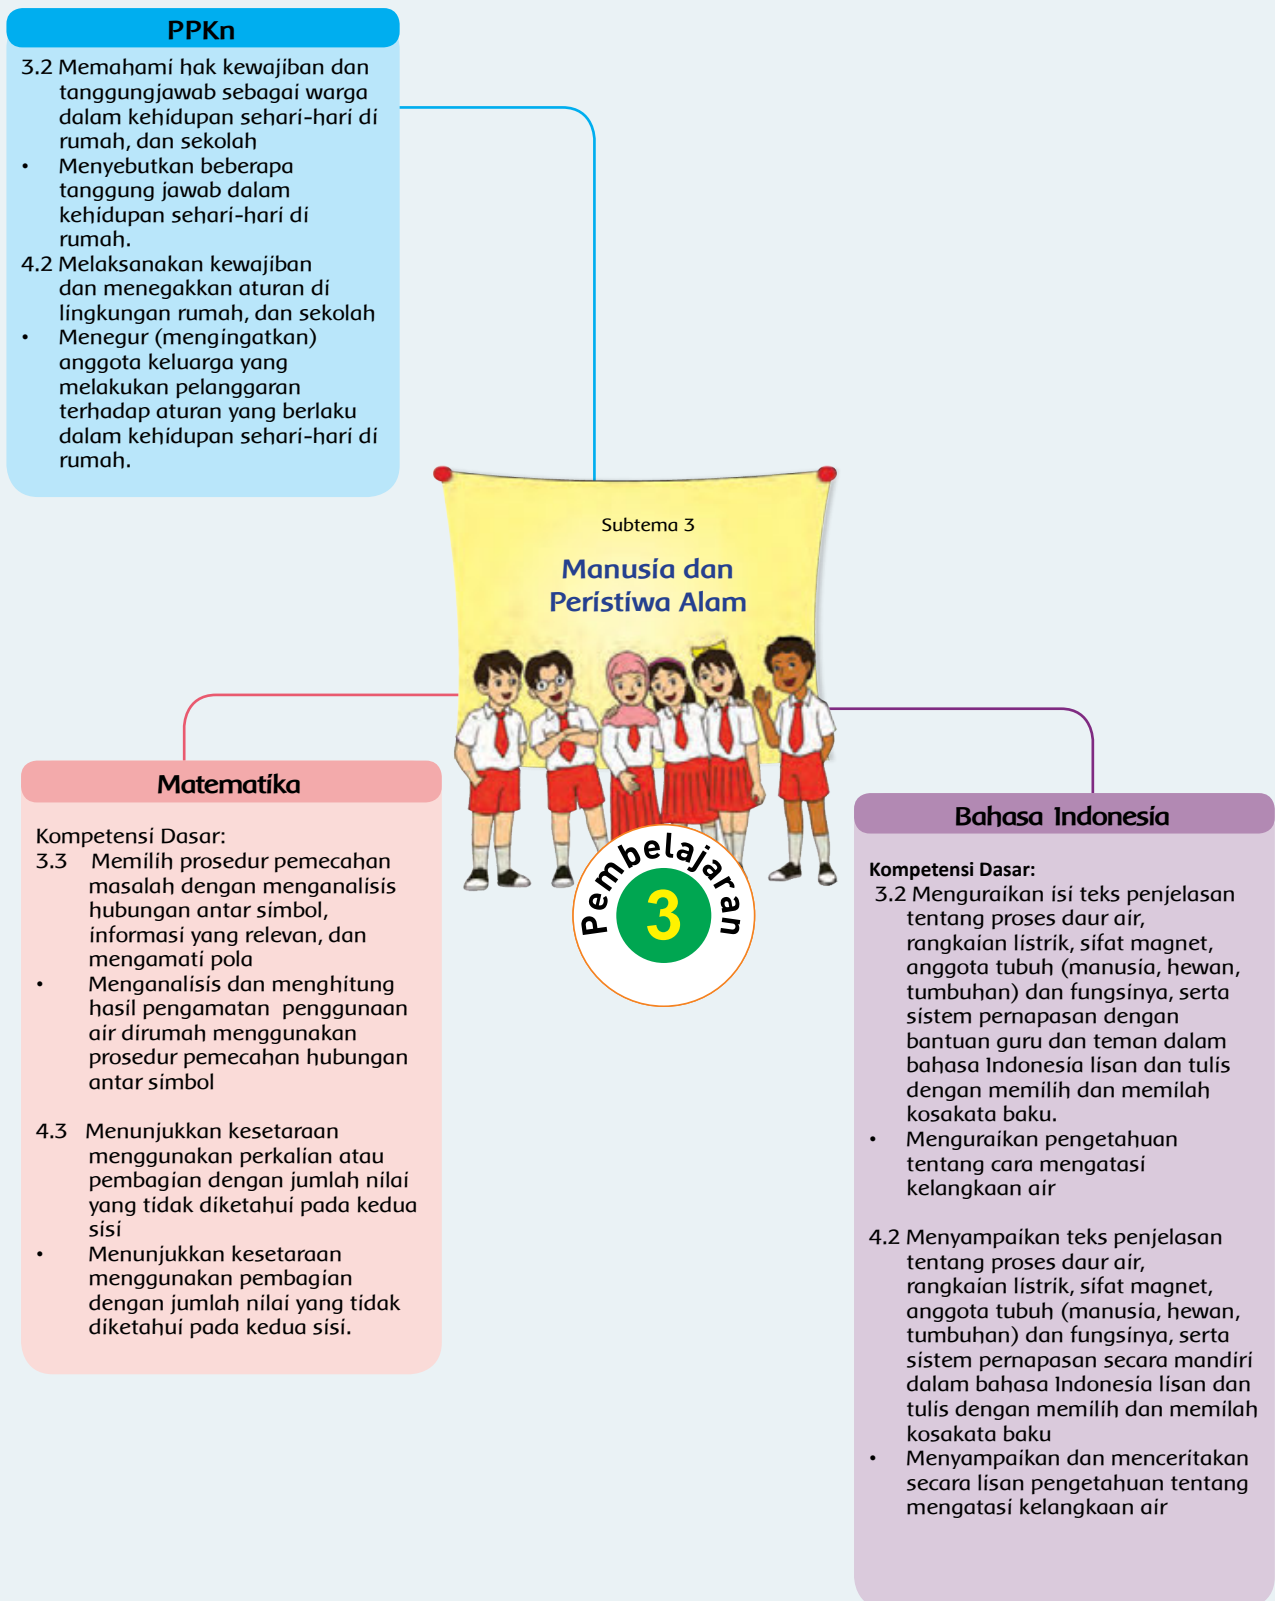 PPKn
3.2 Memahami hak kewajiban dan
tanggungjawab sebagai warga
dalam kehidupan sehari-hari di
rumah, dan sekolah
• Menyebutkan beberapa
tanggung jawab dalam
kehidupan sehari-hari di
rumah.
4.2 Melaksanakan kewajiban
dan menegakkan aturan di
lingkungan rumah, dan sekolah
• Menegur (mengingatkan)
anggota keluarga yang
melakukan pelanggaran
terhadap aturan yang berlaku
dalam kehidupan sehari-hari di
rumah.
Subtema 3
Manusia dan
Peristiwa Alam
Pembelajaran
3
Matematika
Kompetensi Dasar:
3.3 Memilih prosedur pemecahan
masalah dengan menganalisis
hubungan antar simbol,
informasi yang relevan, dan
mengamati pola
• Menganalisis dan menghitung
hasil pengamatan penggunaan
air dirumah menggunakan
prosedur pemecahan hubungan
antar simbol
4.3 Menunjukkan kesetaraan
menggunakan perkalian atau
pembagian dengan jumlah nilai
yang tidak diketahui pada kedua
sisi
• Menunjukkan kesetaraan
menggunakan pembagian
dengan jumlah nilai yang tidak
diketahui pada kedua sisi.
Bahasa Indonesia
Kompetensi Dasar:
3.2 Menguraikan isi teks penjelasan
tentang proses daur air,
rangkaian listrik, sifat magnet,
anggota tubuh (manusia, hewan,
tumbuhan) dan fungsinya, serta
sistem pernapasan dengan
bantuan guru dan teman dalam
bahasa Indonesia lisan dan tulis
dengan memilih dan memilah
kosakata baku.
• Menguraikan pengetahuan
tentang cara mengatasi
kelangkaan air
4.2 Menyampaikan teks penjelasan
tentang proses daur air,
rangkaian listrik, sifat magnet,
anggota tubuh (manusia, hewan,
tumbuhan) dan fungsinya, serta
sistem pernapasan secara mandiri
dalam bahasa Indonesia lisan dan
tulis dengan memilih dan memilah
kosakata baku
• Menyampaikan dan menceritakan
secara lisan pengetahuan tentang
mengatasi kelangkaan air